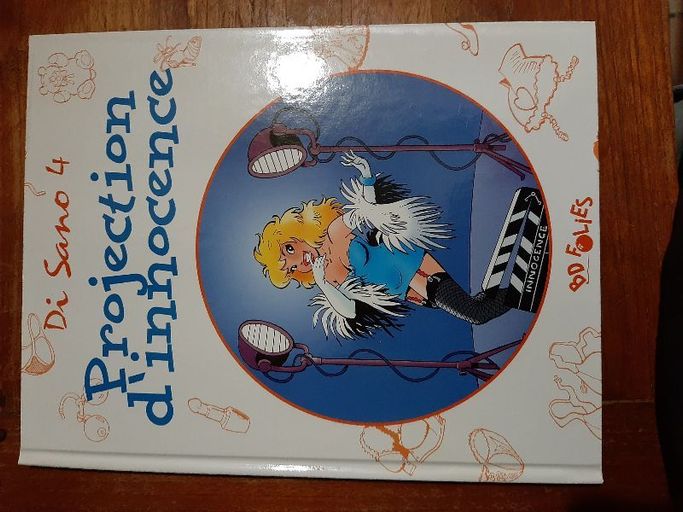 Di Sano 4
Projection
d'innocence
INNOCENCE
BD FOLIES